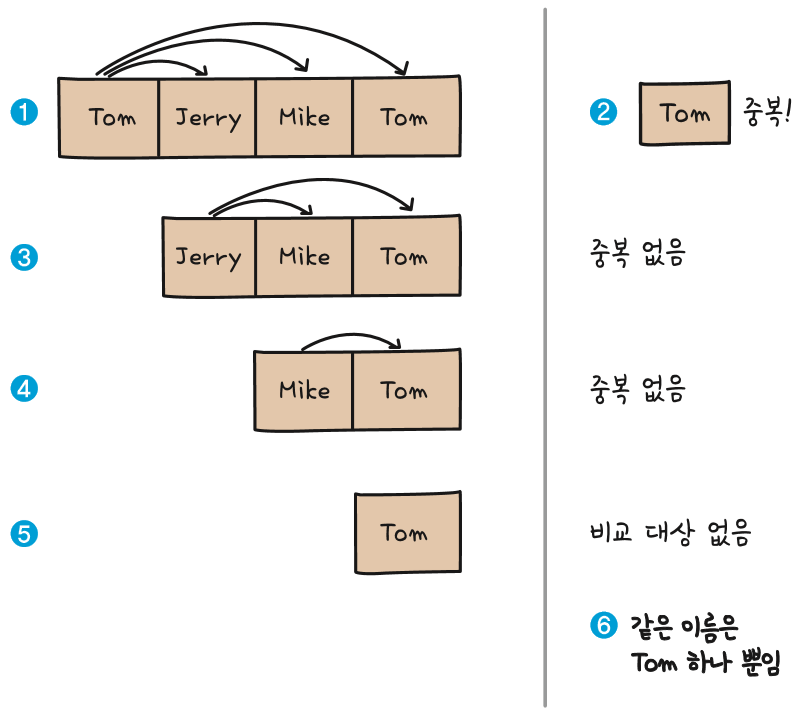 1 Tom Jerry Mike Tom
2 Tom 중복!
3 Jerry Mike Tom
중복 없음
4 Mike Tom
중복 없음
5 Tom
비교 대상 없음
6 같은 이름은
Tom 하나 뿐임